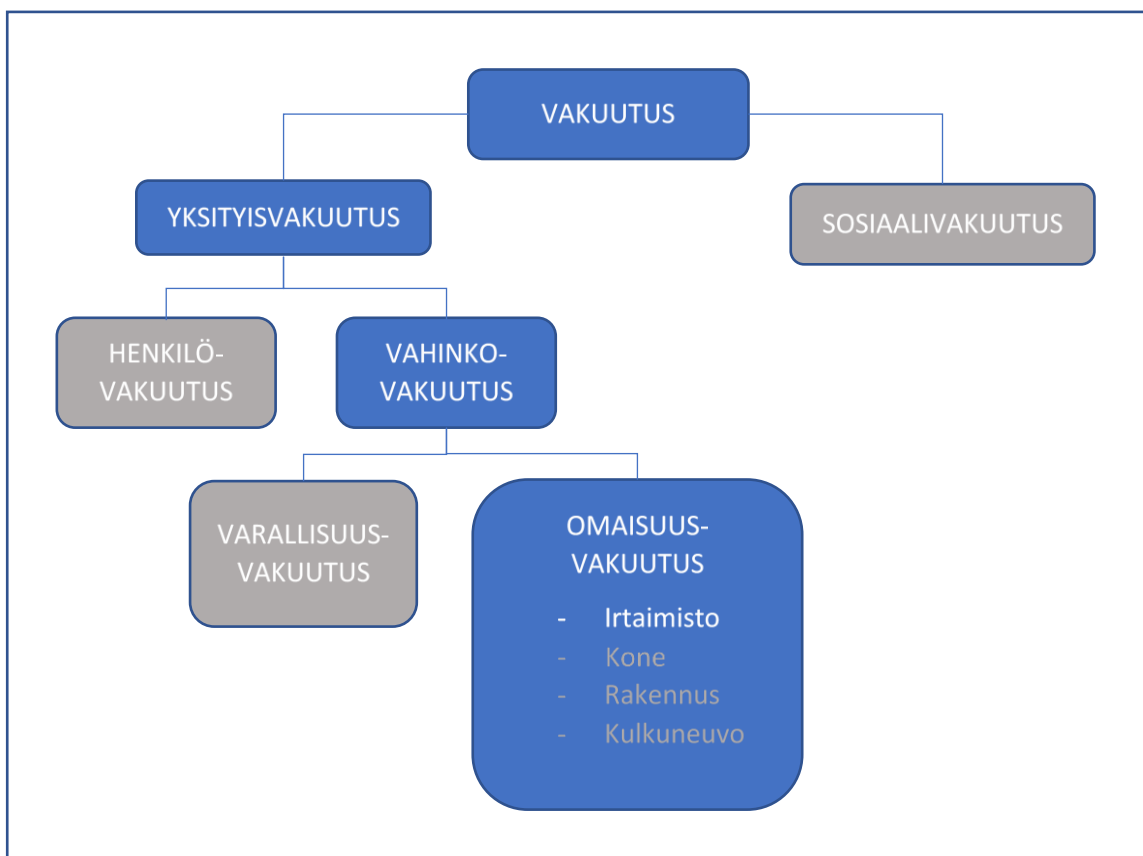 VAKUUTUS
YKSITYISVAKUUTUS
SOSIAALIVAKUUTUS
HENKILÖ-
VAKUUTUS
VAHINKO-
VAKUUTUS
VARALLISUUS-
VAKUUTUS
OMAISUUS-
VAKUUTUS
- Irtaimisto
- Kone
- Rakennus
- Kulkuneuvo